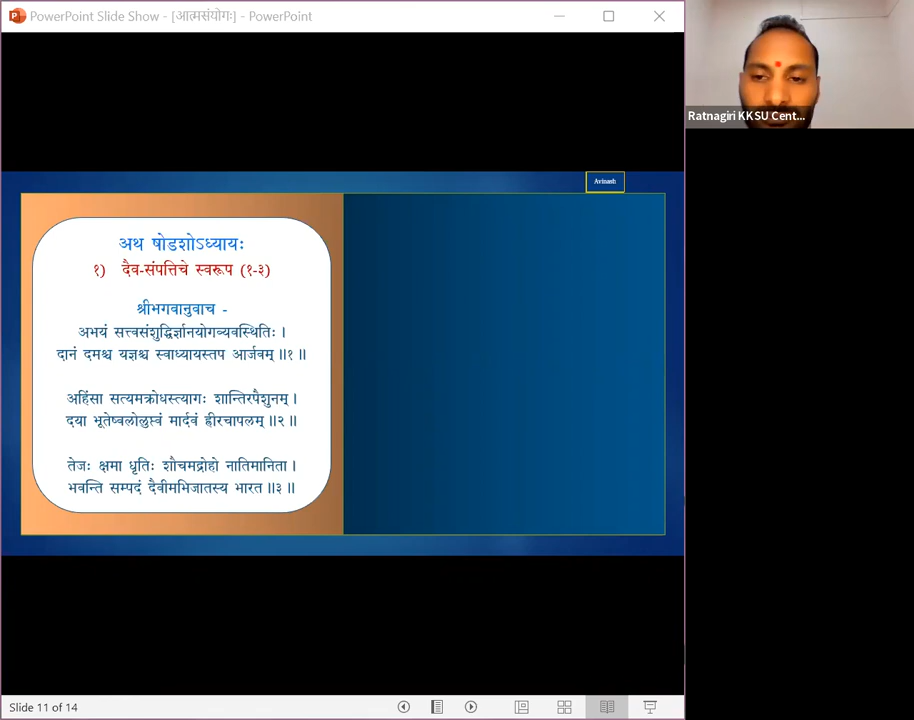 PowerPoint Slide Show - [आत्मसंयोगः] - PowerPoint
Ratnagiri KKSU Cent...
Avinash
अथ षोडशोऽध्यायः
१) दैव-संपत्तिचे स्वरूप (१-३)
श्रीभगवानुवाच -
अभयं सत्त्वसंशुद्धिर्ज्ञानयोगव्यवस्थितिः ।
दानं दमश्च यज्ञश्च स्वाध्यायस्तप आर्जवम् ॥१ ॥
अहिंसा सत्यमक्रोधस्त्यागः शान्तिरपैशुनम् ।
दया भूतेष्वलोलुप्त्वं मार्दवं ह्रीरचापलम् ॥२ ॥
तेजः क्षमा धृतिः शौचमद्रोहो नातिमानिता ।
भवन्ति सम्पदं दैवीमभिजातस्य भारत ॥३ ॥
Slide 11 of 14